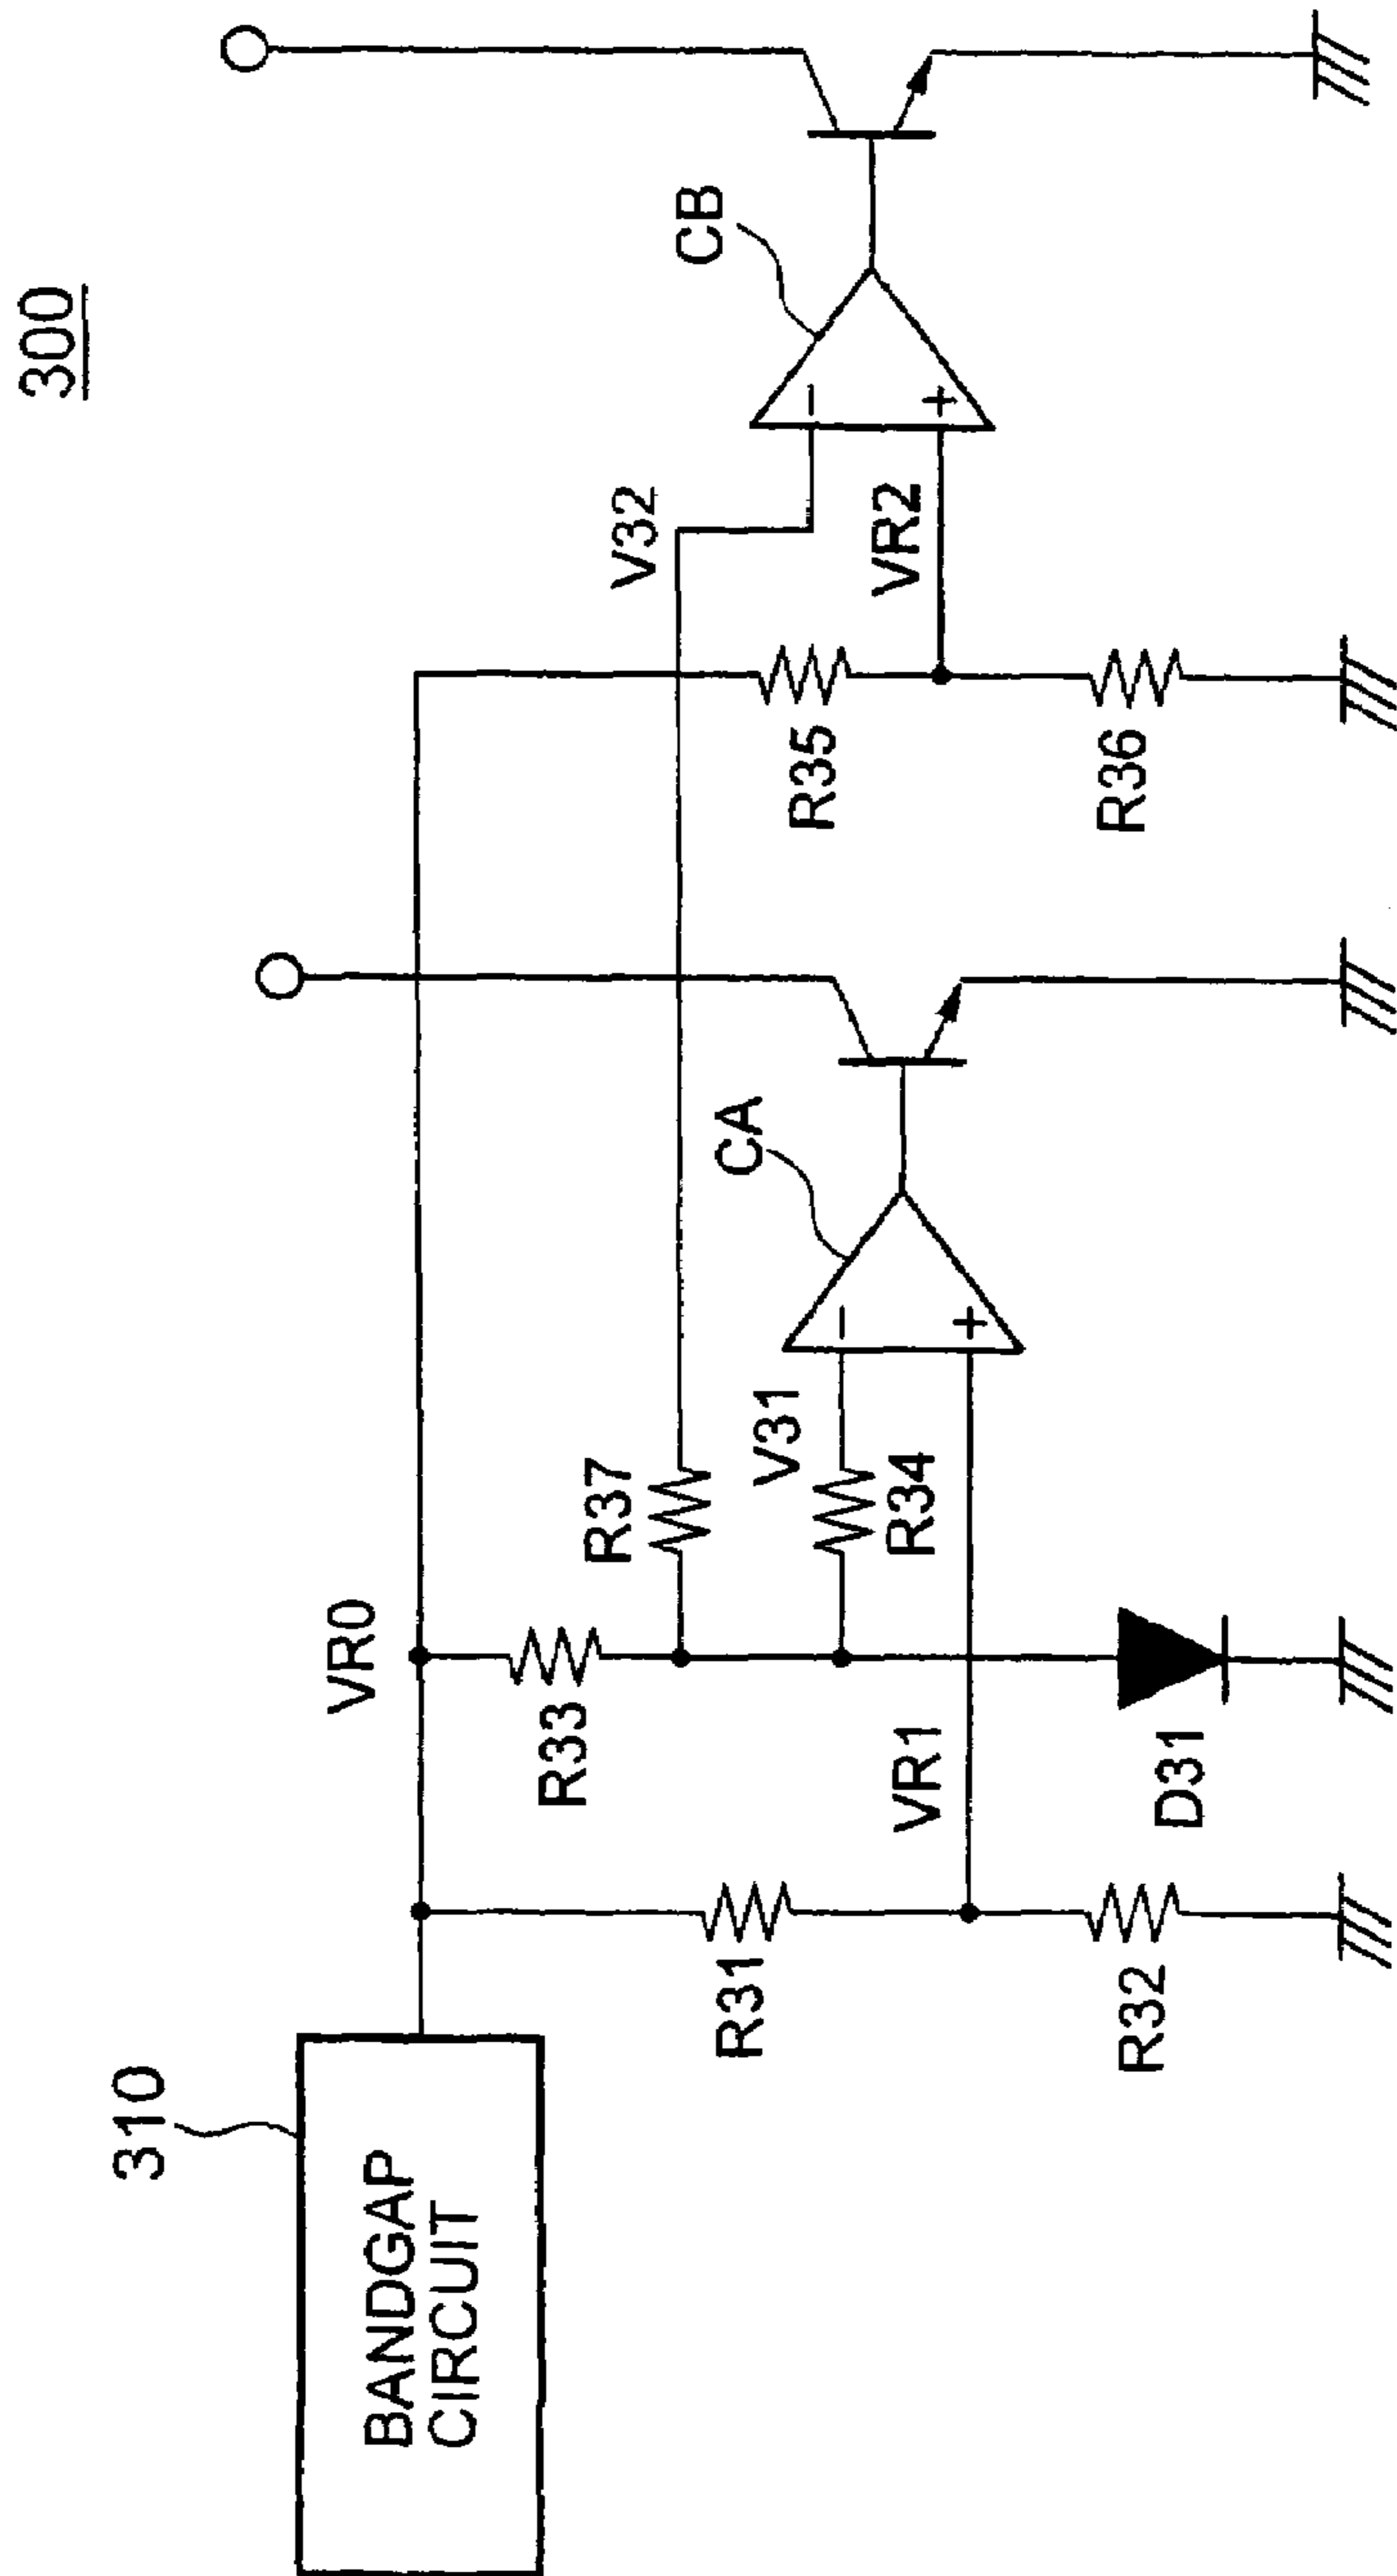 300
310
BANDGAP
CIRCUIT
VR0
R31
R32
R33
VR1
D31
R37
V31
R34
CA
−
+
V32
R35
R36
VR2
CB
−
+